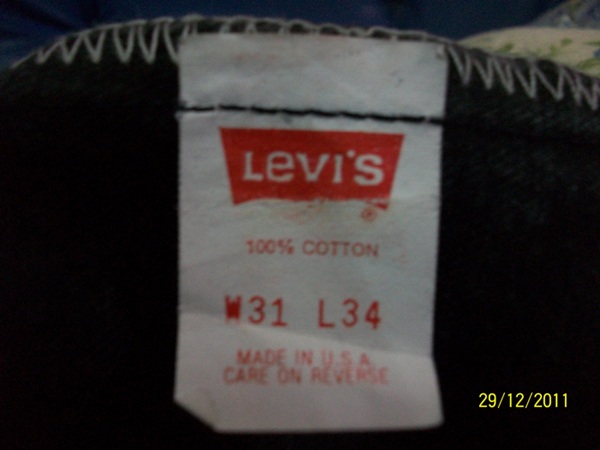 LEVI'S
®
100% COTTON
W31 L34
MADE IN U.S.A.
CARE ON REVERSE
29/12/2011